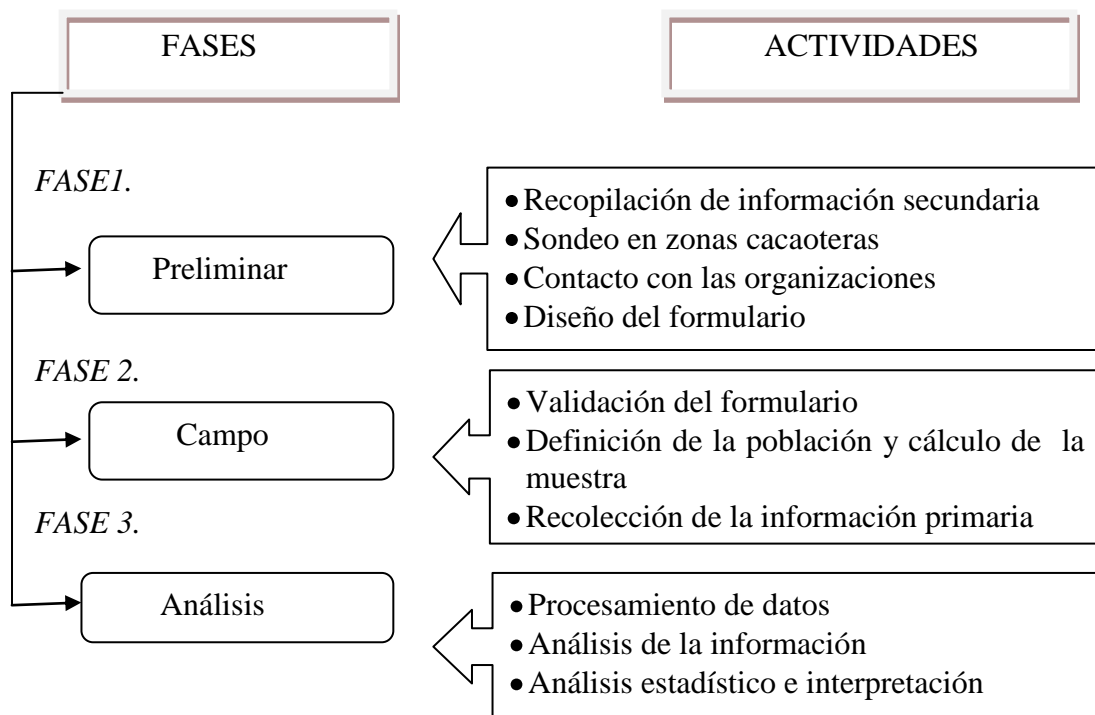 FASES
ACTIVIDADES
FASE1.
Preliminar
•Recopilación de información secundaria
•Sondeo en zonas cacaoteras
•Contacto con las organizaciones
•Diseño del formulario
FASE 2.
Campo
•Validación del formulario
•Definición de la población y cálculo de la
muestra
•Recolección de la información primaria
FASE 3.
Análisis
•Procesamiento de datos
•Análisis de la información
•Análisis estadístico e interpretación